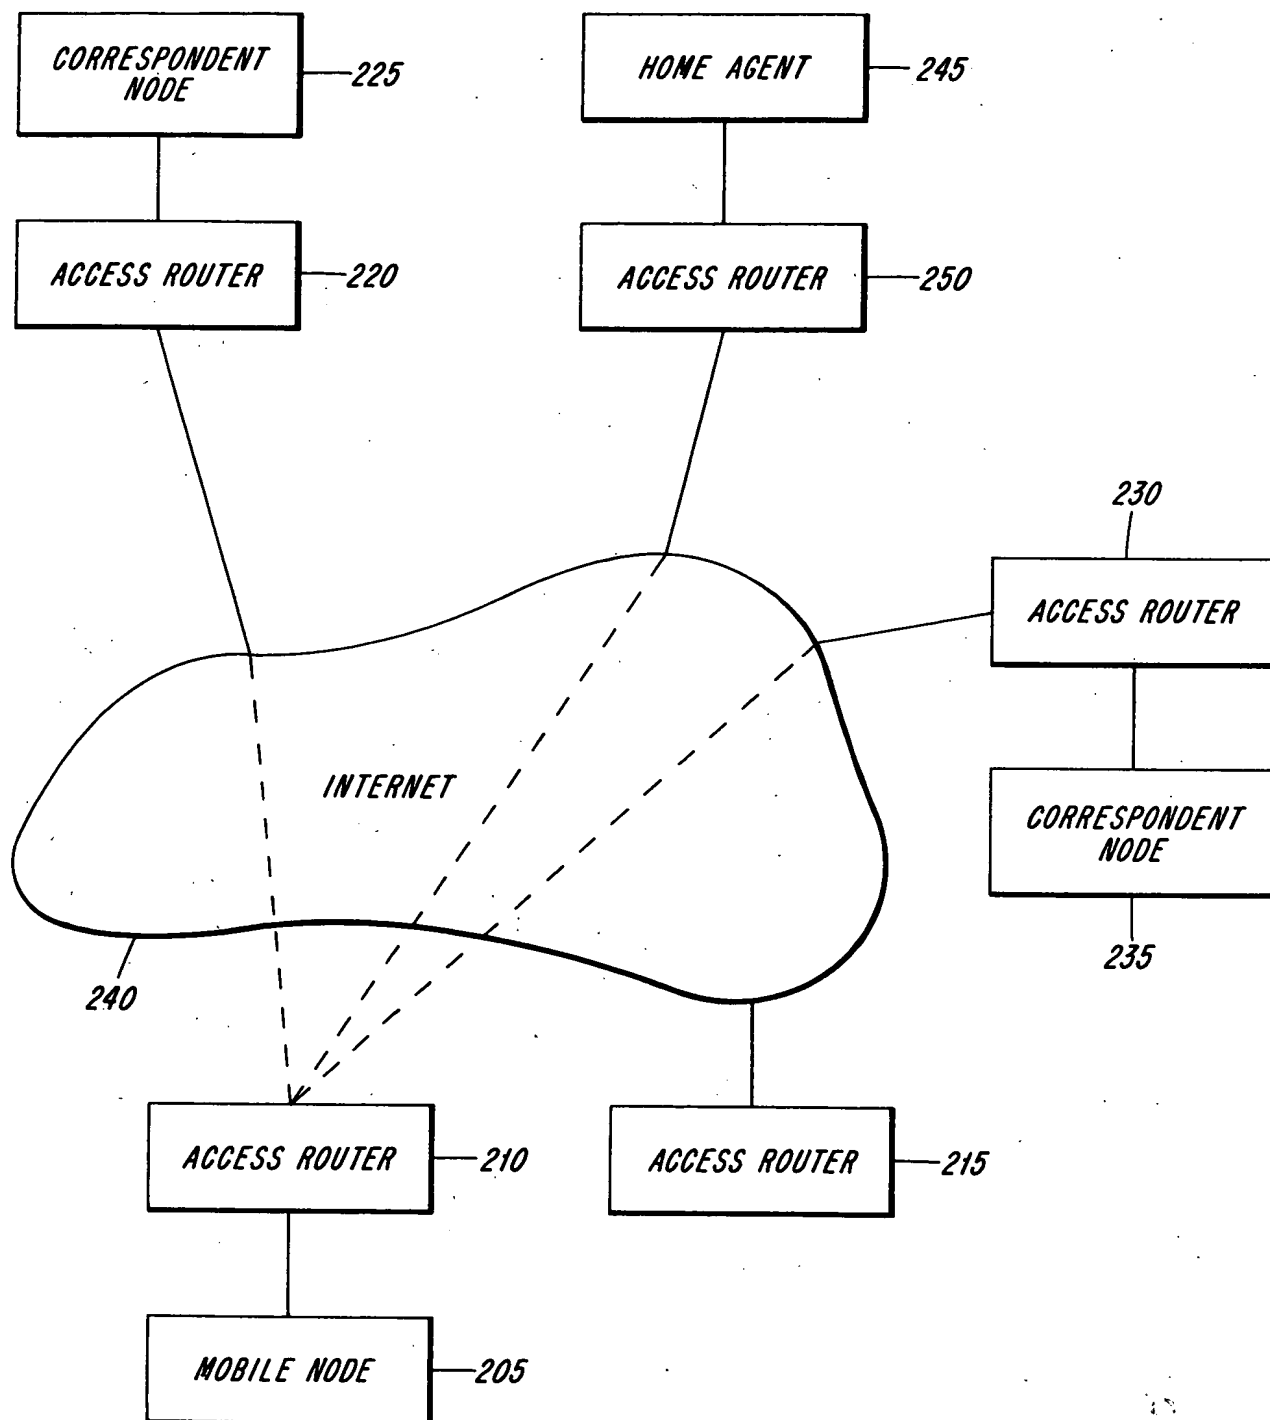 CORRESPONDENT
NODE
225
HOME AGENT
245
ACCESS ROUTER
220
ACCESS ROUTER
250
230
ACCESS ROUTER
INTERNET
CORRESPONDENT
NODE
235
240
ACCESS ROUTER
210
ACCESS ROUTER
215
MOBILE NODE
205